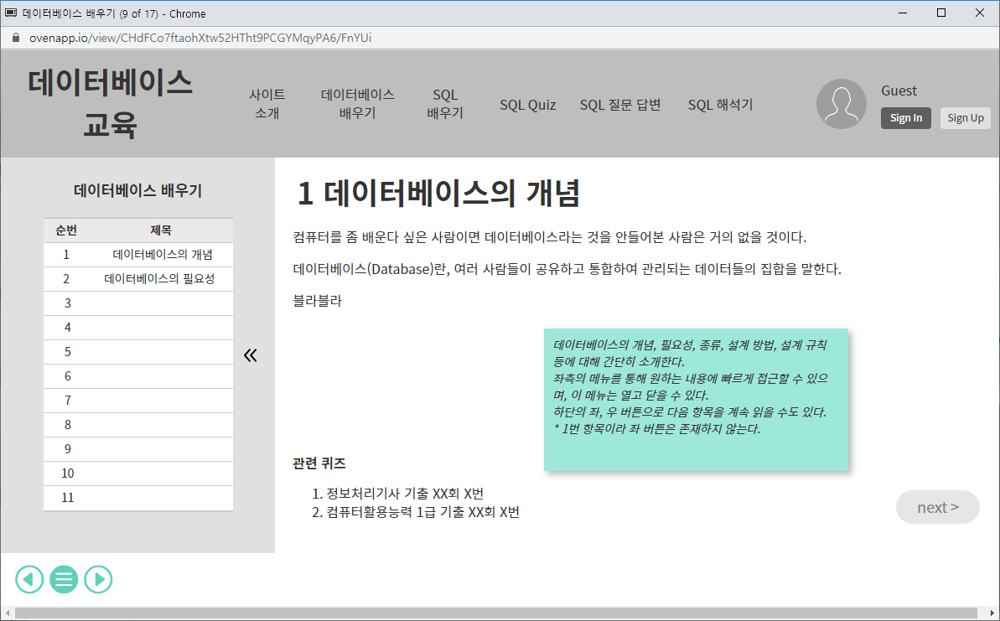 데이터베이스 배우기 (9 of 17) - Chrome
ovenapp.io/view/CHdFCo7ftaohXtw52HTht9PCGYMqyPA6/FnYUi
데이터베이스
교육
사이트
소개
데이터베이스
배우기
SQL
배우기
SQL Quiz
SQL 질문 답변
SQL 해석기
Guest
Sign In
Sign Up
데이터베이스 배우기
순번 제목
1 데이터베이스의 개념
2 데이터베이스의 필요성
3
4
5
6
7
8
9
10
11
«
1 데이터베이스의 개념
컴퓨터를 좀 배운다 싶은 사람이면 데이터베이스라는 것을 안들어본 사람은 거의 없을 것이다.
데이터베이스(Database)란, 여러 사람들이 공유하고 통합하여 관리되는 데이터들의 집합을 말한다.
블라블라
데이터베이스의 개념, 필요성, 종류, 설계 방법, 설계 규칙
등에 대해 간단히 소개한다.
좌측의 메뉴를 통해 원하는 내용에 빠르게 접근할 수 있으
며, 이 메뉴는 열고 닫을 수 있다.
하단의 좌, 우 버튼으로 다음 항목을 계속 읽을 수도 있다.
* 1번 항목이라 좌 버튼은 존재하지 않는다.
관련 퀴즈
1. 정보처리기사 기출 XX회 X번
2. 컴퓨터활용능력 1급 기출 XX회 X번
next >